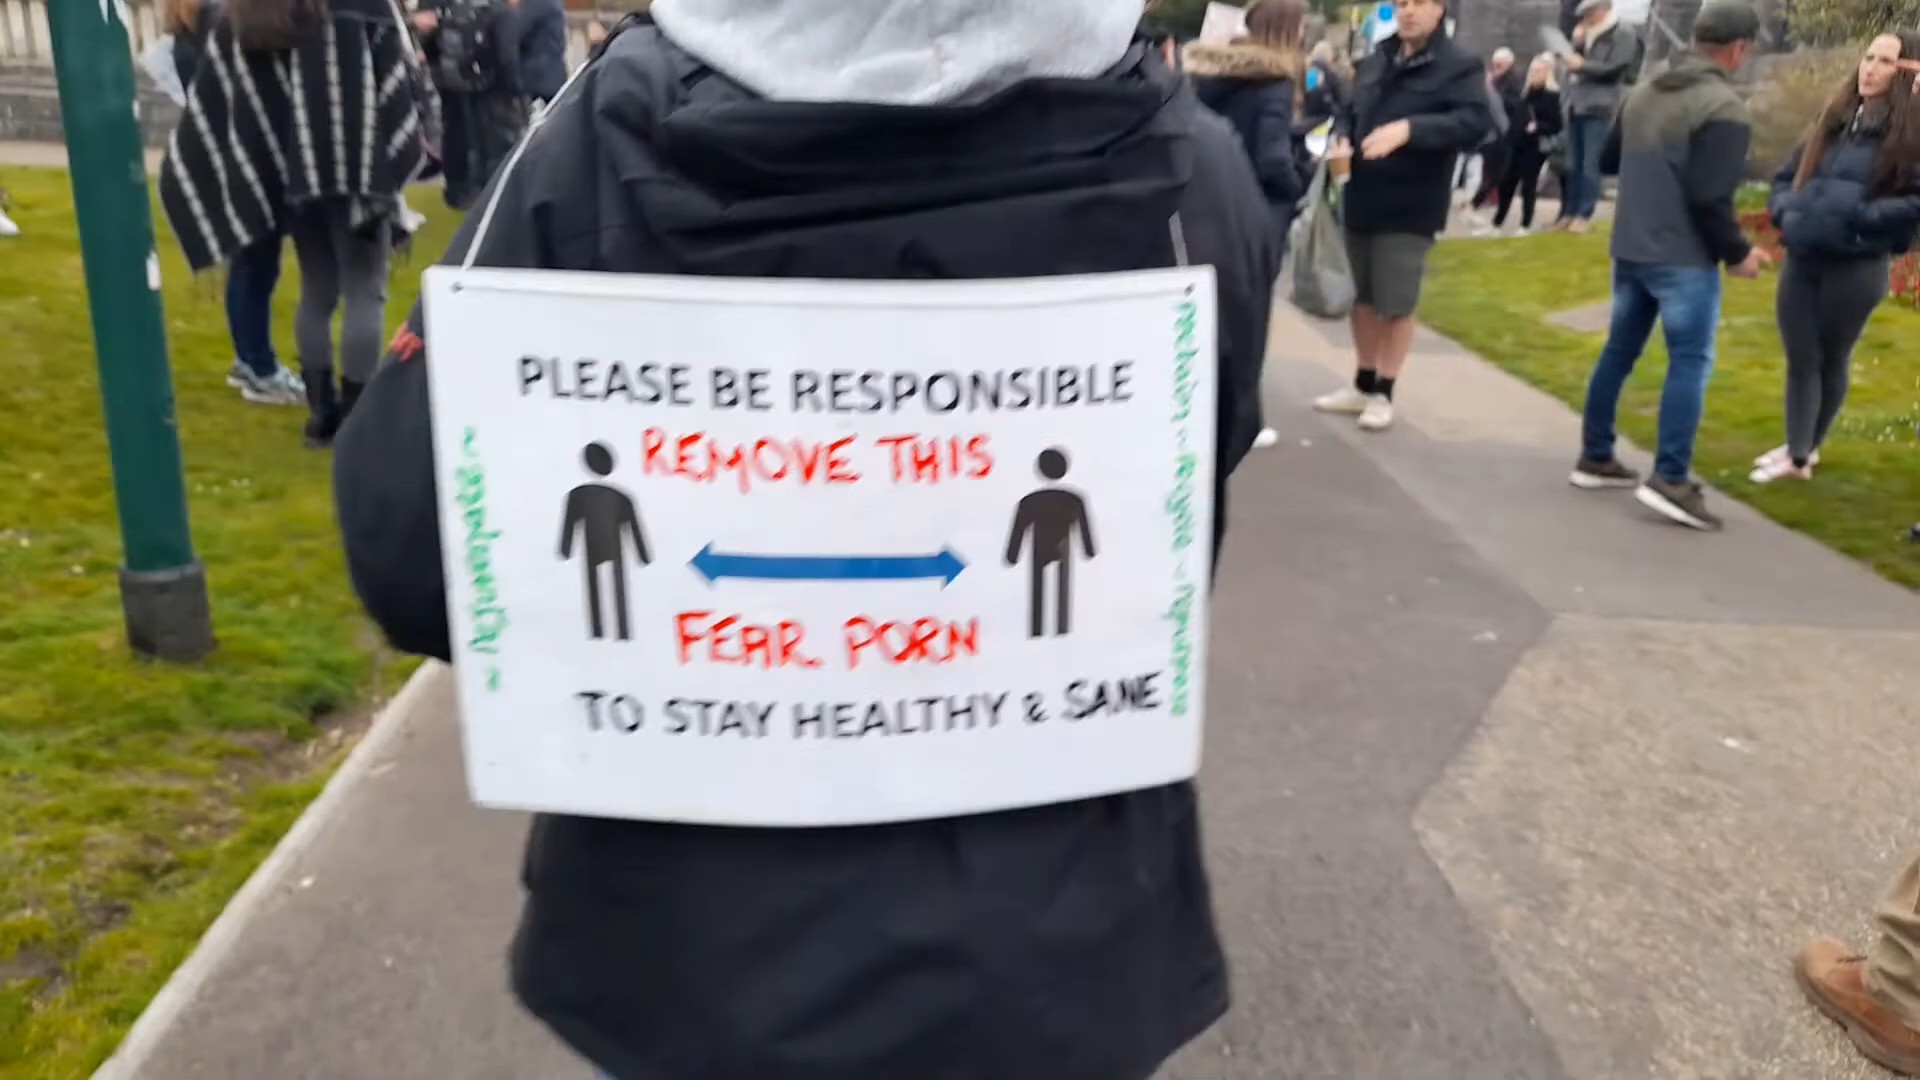 PLEASE BE RESPONSIBLE
REMOVE THIS
FEAR PORN
TO STAY HEALTHY & SANE